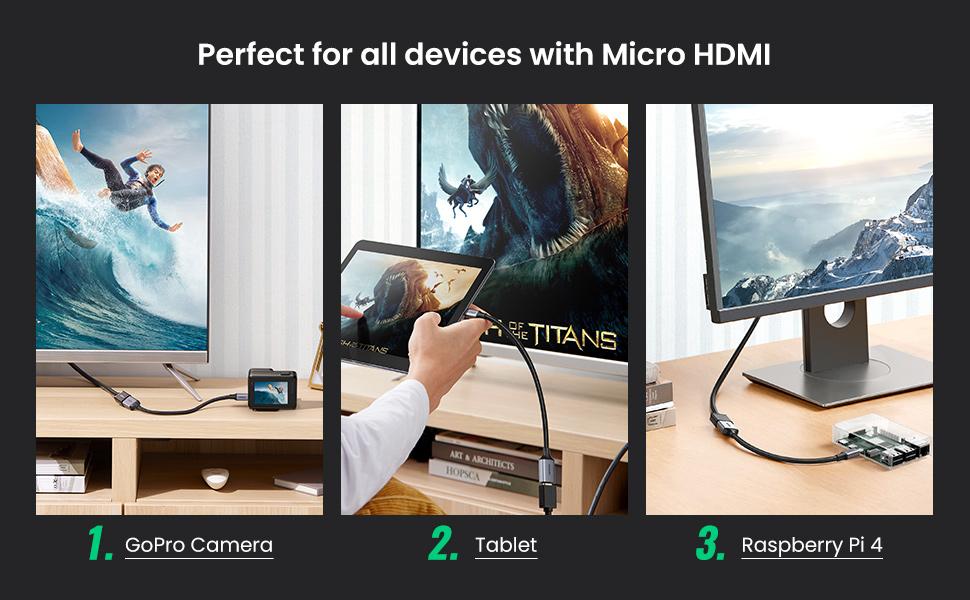 Perfect for all devices with Micro HDMI
OF
THE TITANS
TITANS
ART & ARCHITECTS
HOPSCA
1. GoPro Camera
2. Tablet
3. Raspberry Pi 4